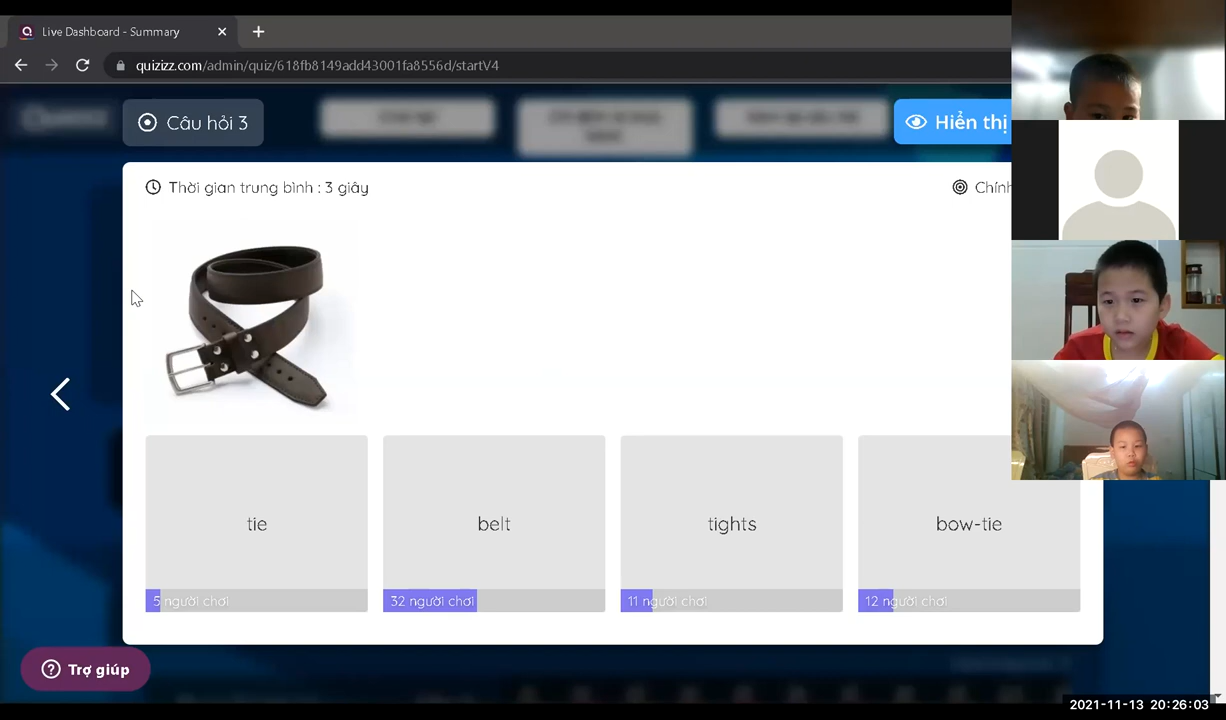 Live Dashboard - Summary
quizizz.com/admin/quiz/618fb8149add43001fa8556d/startV4
Câu hỏi 3
Hiển thị
Thời gian trung bình : 3 giây
Chính
tie
belt
tights
bow-tie
5 người chơi
32 người chơi
11 người chơi
12 người chơi
Trợ giúp
2021-11-13 20:26:03